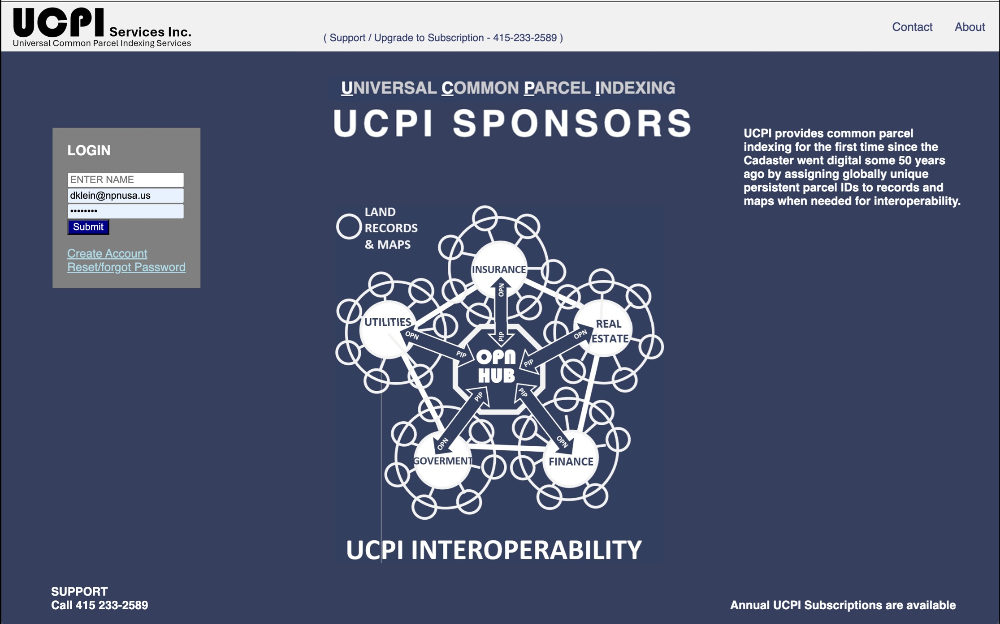 UCPI Services Inc.
Universal Common Parcel Indexing Services
( Support / Upgrade to Subscription - 415-233-2589 )
Contact
About
UNIVERSAL COMMON PARCEL INDEXING
UCPI SPONSORS
LOGIN
ENTER NAME
dklein@npnusa.us
••••••••
Submit
Create Account
Reset/forgot Password
UCPI provides common parcel
indexing for the first time since the
Cadaster went digital some 50 years
ago by assigning globally unique
persistent parcel IDs to records and
maps when needed for interoperability.
LAND
RECORDS
& MAPS
INSURANCE
OPN
PIP
UTILITIES
OPN
PIP
REAL
ESTATE
OPN
PIP
OPN
HUB
PIP
OPN
GOVERMENT
PIP
OPN
FINANCE
UCPI INTEROPERABILITY
SUPPORT
Call 415 233-2589
Annual UCPI Subscriptions are available